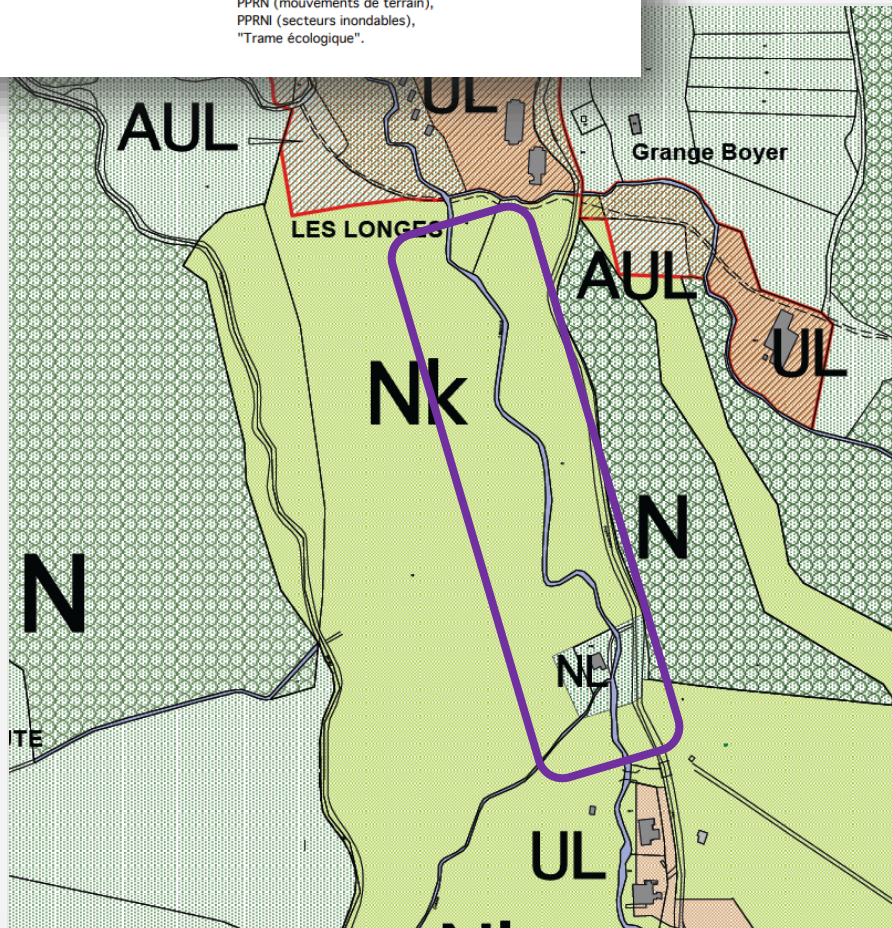 PPRN (mouvements de terrain),
PPRNI (secteurs inondables),
"Trame écologique".
UL
AUL
Grange Boyer
LES LONGES
AUL
UL
Nk
N
N
NL
UL